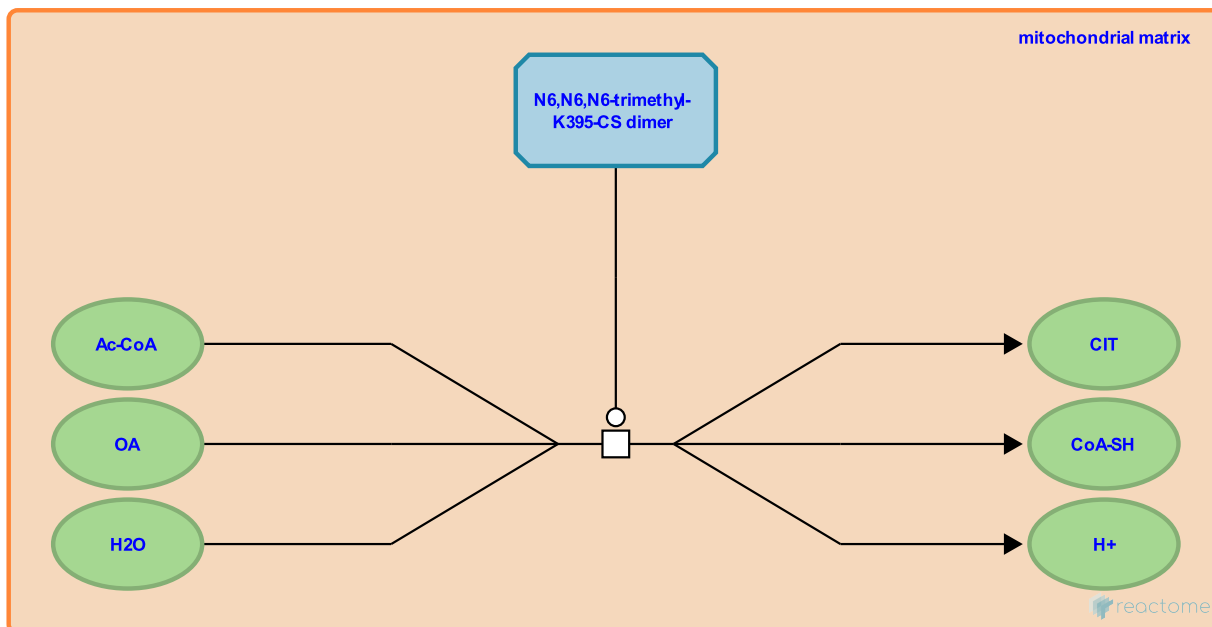 mitochondrial matrix
N6,N6,N6-trimethyl-
K395-CS dimer
Ac-CoA
CIT
OA
CoA-SH
H2O
H+
reactome